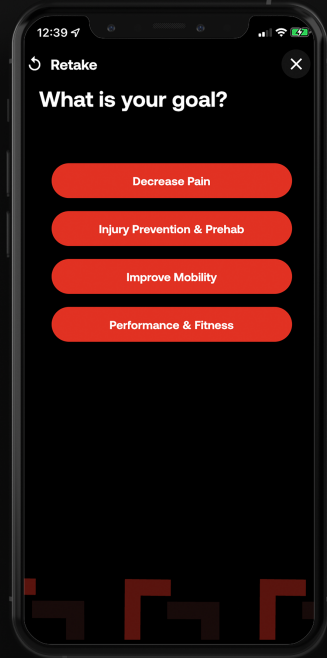 12:39
Retake
What is your goal?
Decrease Pain
Injury Prevention & Prehab
Improve Mobility
Performance & Fitness